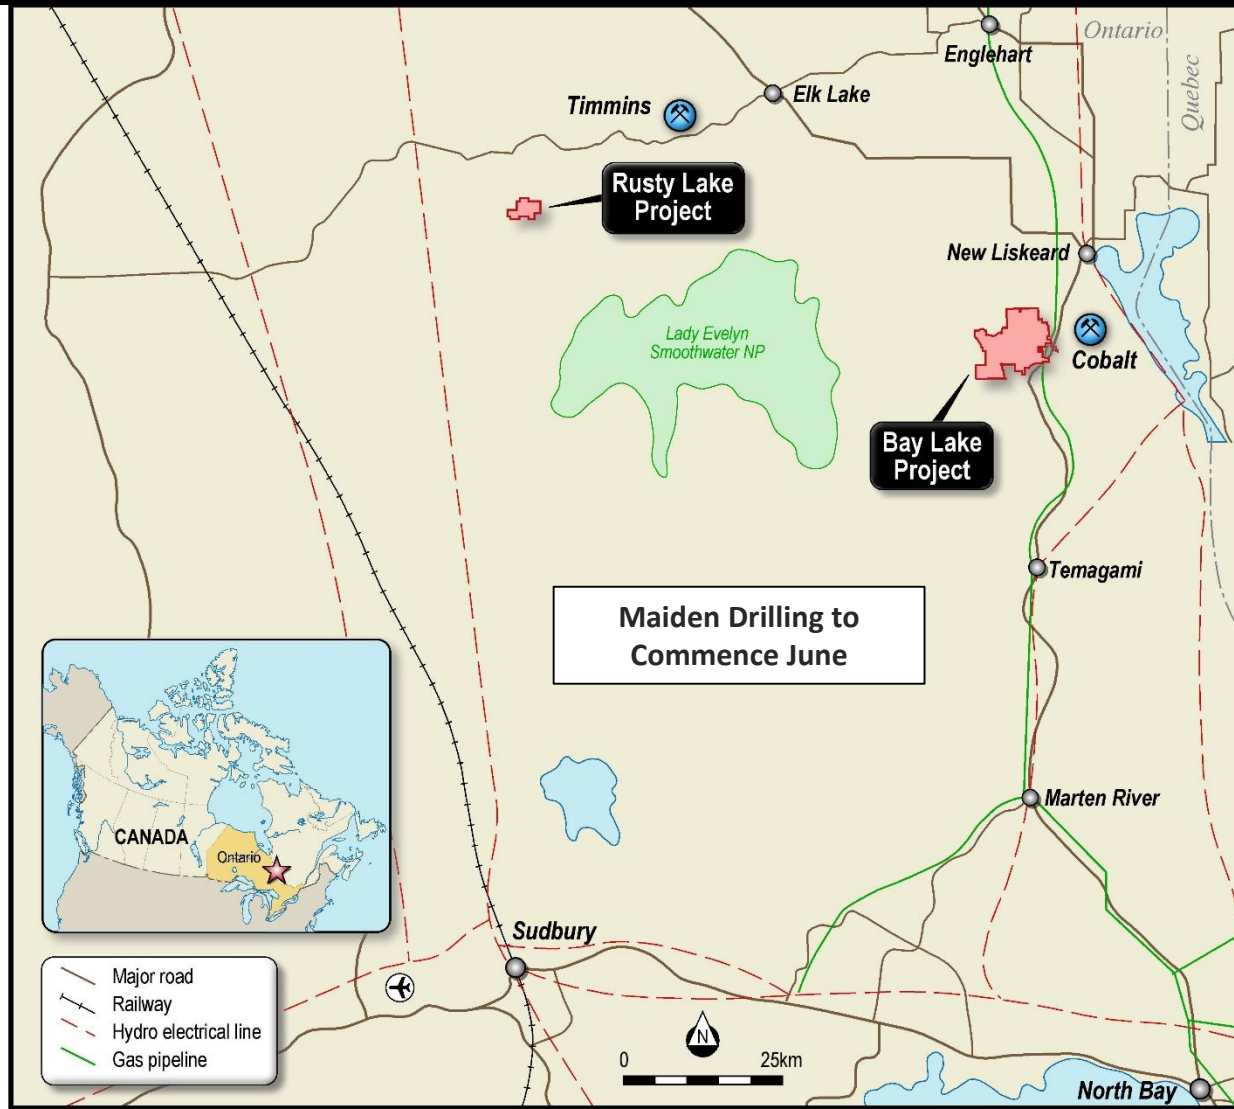 Ontario
Quebec
Englehart
Elk Lake
Timmins
Rusty Lake
Project
New Liskeard
Lady Evelyn
Smoothwater NP
Cobalt
Bay Lake
Project
Temagami
Maiden Drilling to
Commence June
Marten River
CANADA
Ontario
Sudbury
Major road
Railway
Hydro electrical line
Gas pipeline
N
0 25km
North Bay